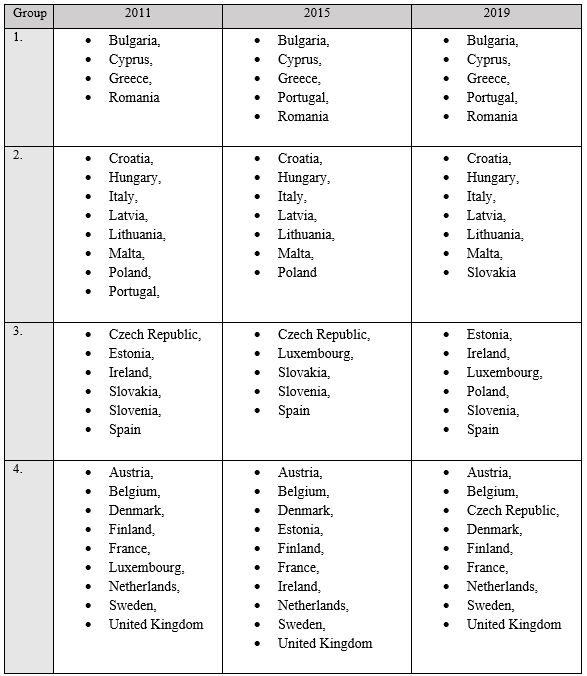 Group 2011 2015 2019
1.
• Bulgaria, • Bulgaria, • Bulgaria,
• Cyprus, • Cyprus, • Cyprus,
• Greece, • Greece, • Greece,
• Romania • Portugal, • Portugal,
• Romania • Romania
2.
• Croatia, • Croatia, • Croatia,
• Hungary, • Hungary, • Hungary,
• Italy, • Italy, • Italy,
• Latvia, • Latvia, • Latvia,
• Lithuania, • Lithuania, • Lithuania,
• Malta, • Malta, • Malta,
• Poland, • Poland • Slovakia
• Portugal,
3.
• Czech Republic, • Czech Republic, • Estonia,
• Estonia, • Luxembourg, • Ireland,
• Ireland, • Slovakia, • Luxembourg,
• Slovakia, • Slovenia, • Poland,
• Slovenia, • Spain • Slovenia,
• Spain • Spain
4.
• Austria, • Austria, • Austria,
• Belgium, • Belgium, • Belgium,
• Denmark, • Denmark, • Czech Republic,
• Finland, • Estonia, • Denmark,
• France, • Finland, • Finland,
• Luxembourg, • France, • France,
• Netherlands, • Ireland, • Netherlands,
• Sweden, • Netherlands, • Sweden,
• United Kingdom • Sweden, • United Kingdom
• United Kingdom